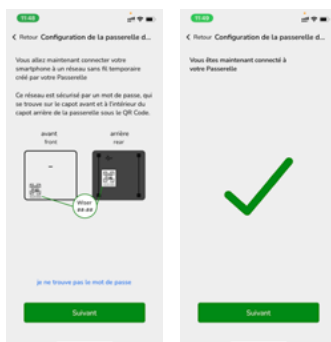 11:49
Retour Configuration de la passerelle d...
Vous allez maintenant connecter votre
smartphone à un réseau sans fil temporaire
créé par votre Passerelle
Ce réseau est sécurisé par un mot de passe, qui
se trouve sur le capot avant et à l'intérieur du
capot arrière de la passerelle sous le QR Code.
avant
front
arrière
rear
Wiser
##-##
je ne trouve pas le mot de passe
Suivant
11:49
Retour Configuration de la passerelle d...
Vous êtes maintenant connecté à
votre Passerelle
Suivant